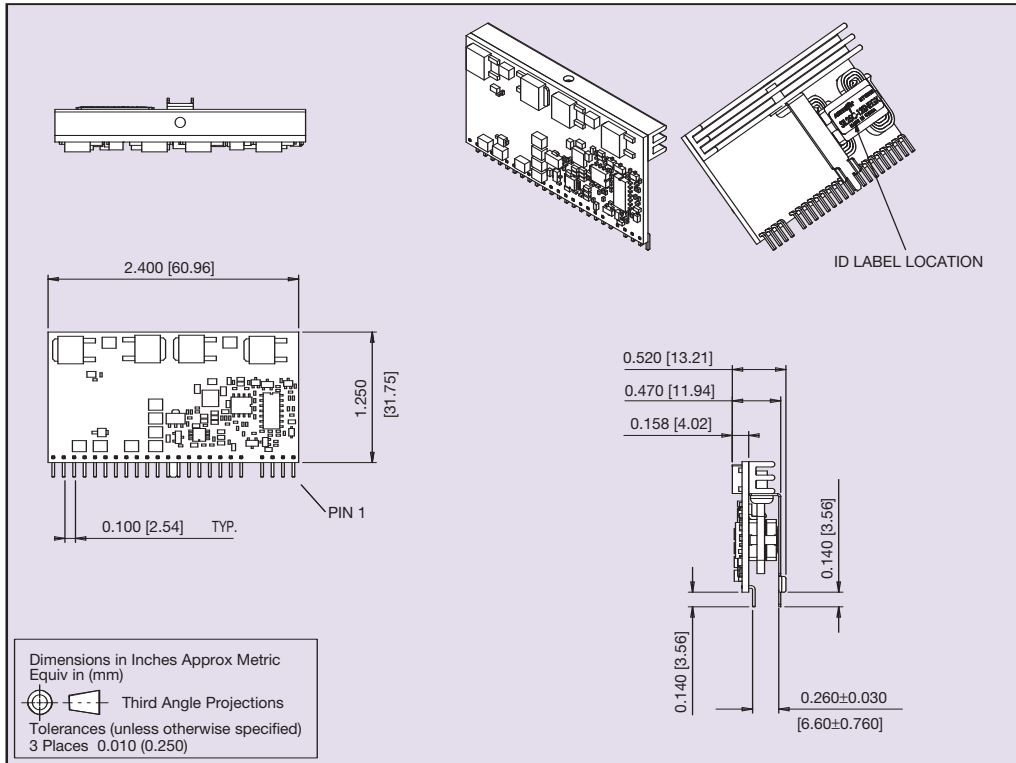 ID LABEL LOCATION
2.400 [60.96]
1.250
[31.75]
PIN 1
0.100 [2.54] TYP.
0.520 [13.21]
0.470 [11.94]
0.158 [4.02]
0.140 [3.56]
0.140 [3.56]
0.260±0.030
[6.60±0.760]
Dimensions in Inches Approx Metric
Equiv in (mm)
Third Angle Projections
Tolerances (unless otherwise specified)
3 Places 0.010 (0.250)